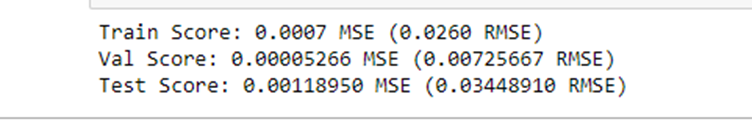 Train Score: 0.0007 MSE (0.0260 RMSE)
Val Score: 0.00005266 MSE (0.00725667 RMSE)
Test Score: 0.00118950 MSE (0.03448910 RMSE)